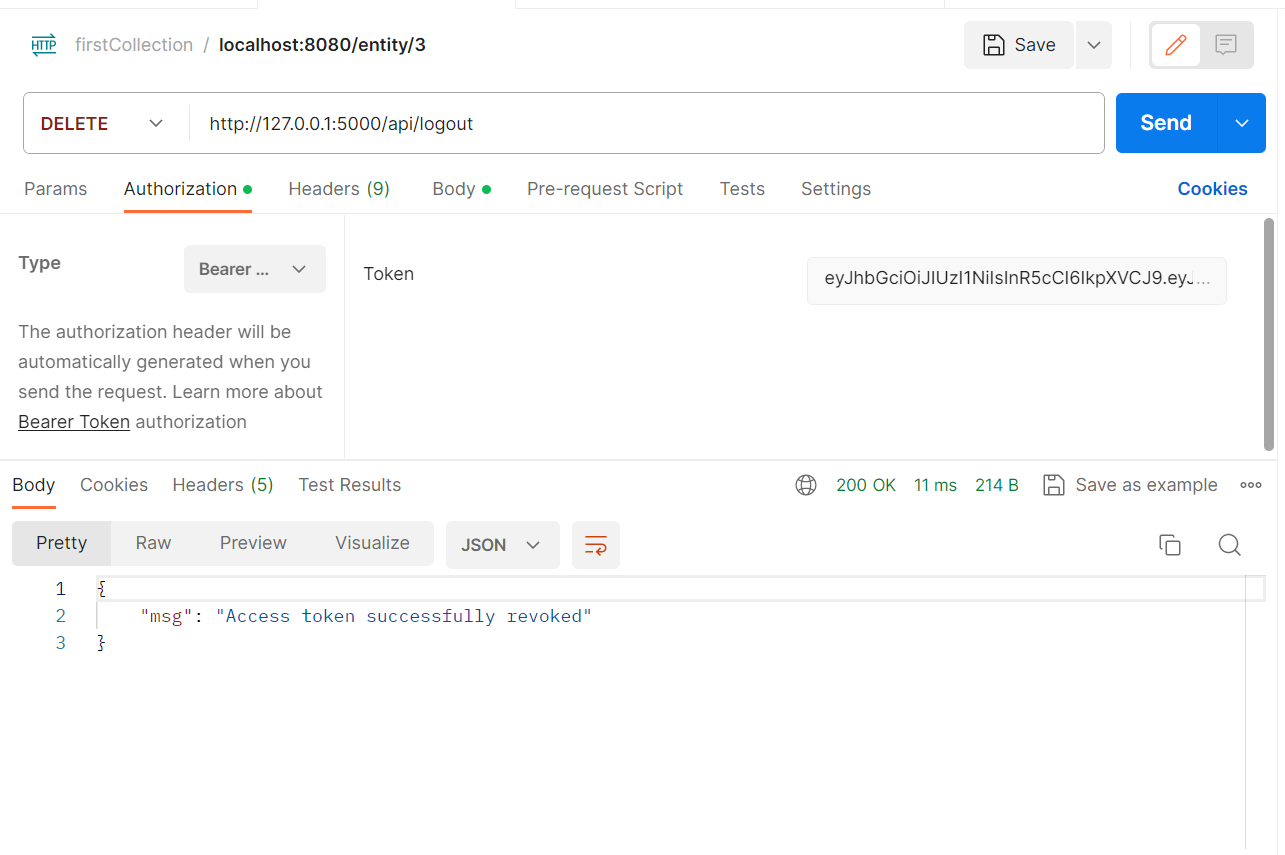 HTTP firstCollection / localhost:8080/entity/3 Save
DELETE http://127.0.0.1:5000/api/logout Send
Params Authorization Headers (9) Body Pre-request Script Tests Settings Cookies
Type Bearer ... Token eyJhbGciOiJIUzI1NiIsInR5cCI6IkpXVCJ9.eyJ...
The authorization header will be
automatically generated when you
send the request. Learn more about
Bearer Token authorization
Body Cookies Headers (5) Test Results 200 OK 11 ms 214 B Save as example
Pretty Raw Preview Visualize JSON
1 {
2 "msg": "Access token successfully revoked"
3 }